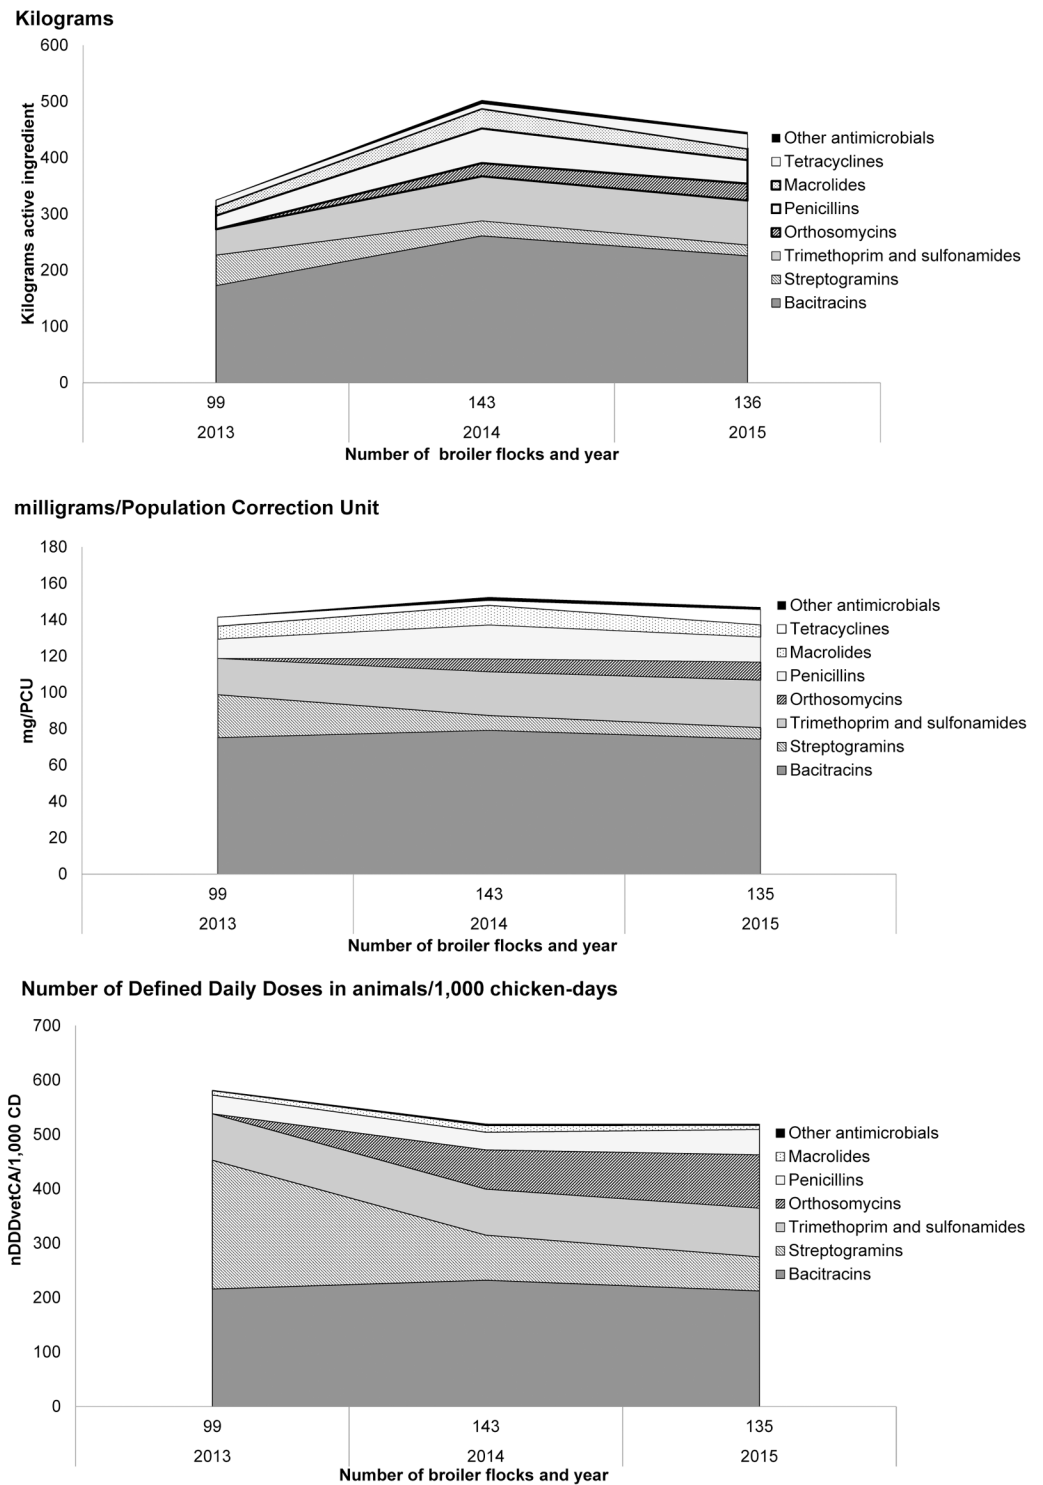 Kilograms
600
500
400
300
200
100
0
Kilograms active ingredient
Other antimicrobials
Tetracyclines
Macrolides
Penicillins
Orthosomycins
Trimethoprim and sulfonamides
Streptogramins
Bacitracins
99 143 136
2013 2014 2015
Number of broiler flocks and year
milligrams/Population Correction Unit
180
160
140
120
100
80
60
40
20
0
mg/PCU
Other antimicrobials
Tetracyclines
Macrolides
Penicillins
Orthosomycins
Trimethoprim and sulfonamides
Streptogramins
Bacitracins
99 143 135
2013 2014 2015
Number of broiler flocks and year
Number of Defined Daily Doses in animals/1,000 chicken-days
700
600
500
400
300
200
100
0
nDDDvetCA/1,000 CD
Other antimicrobials
Macrolides
Penicillins
Orthosomycins
Trimethoprim and sulfonamides
Streptogramins
Bacitracins
99 143 135
2013 2014 2015
Number of broiler flocks and year